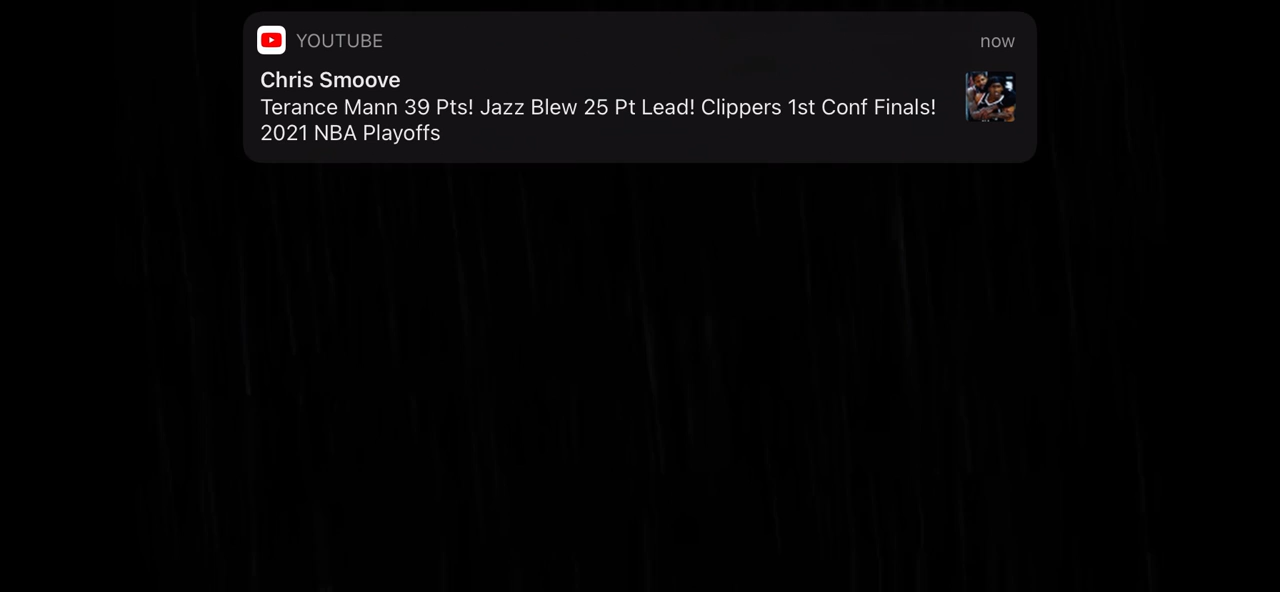 YOUTUBE
now
Chris Smoove
Terance Mann 39 Pts! Jazz Blew 25 Pt Lead! Clippers 1st Conf Finals!
2021 NBA Playoffs